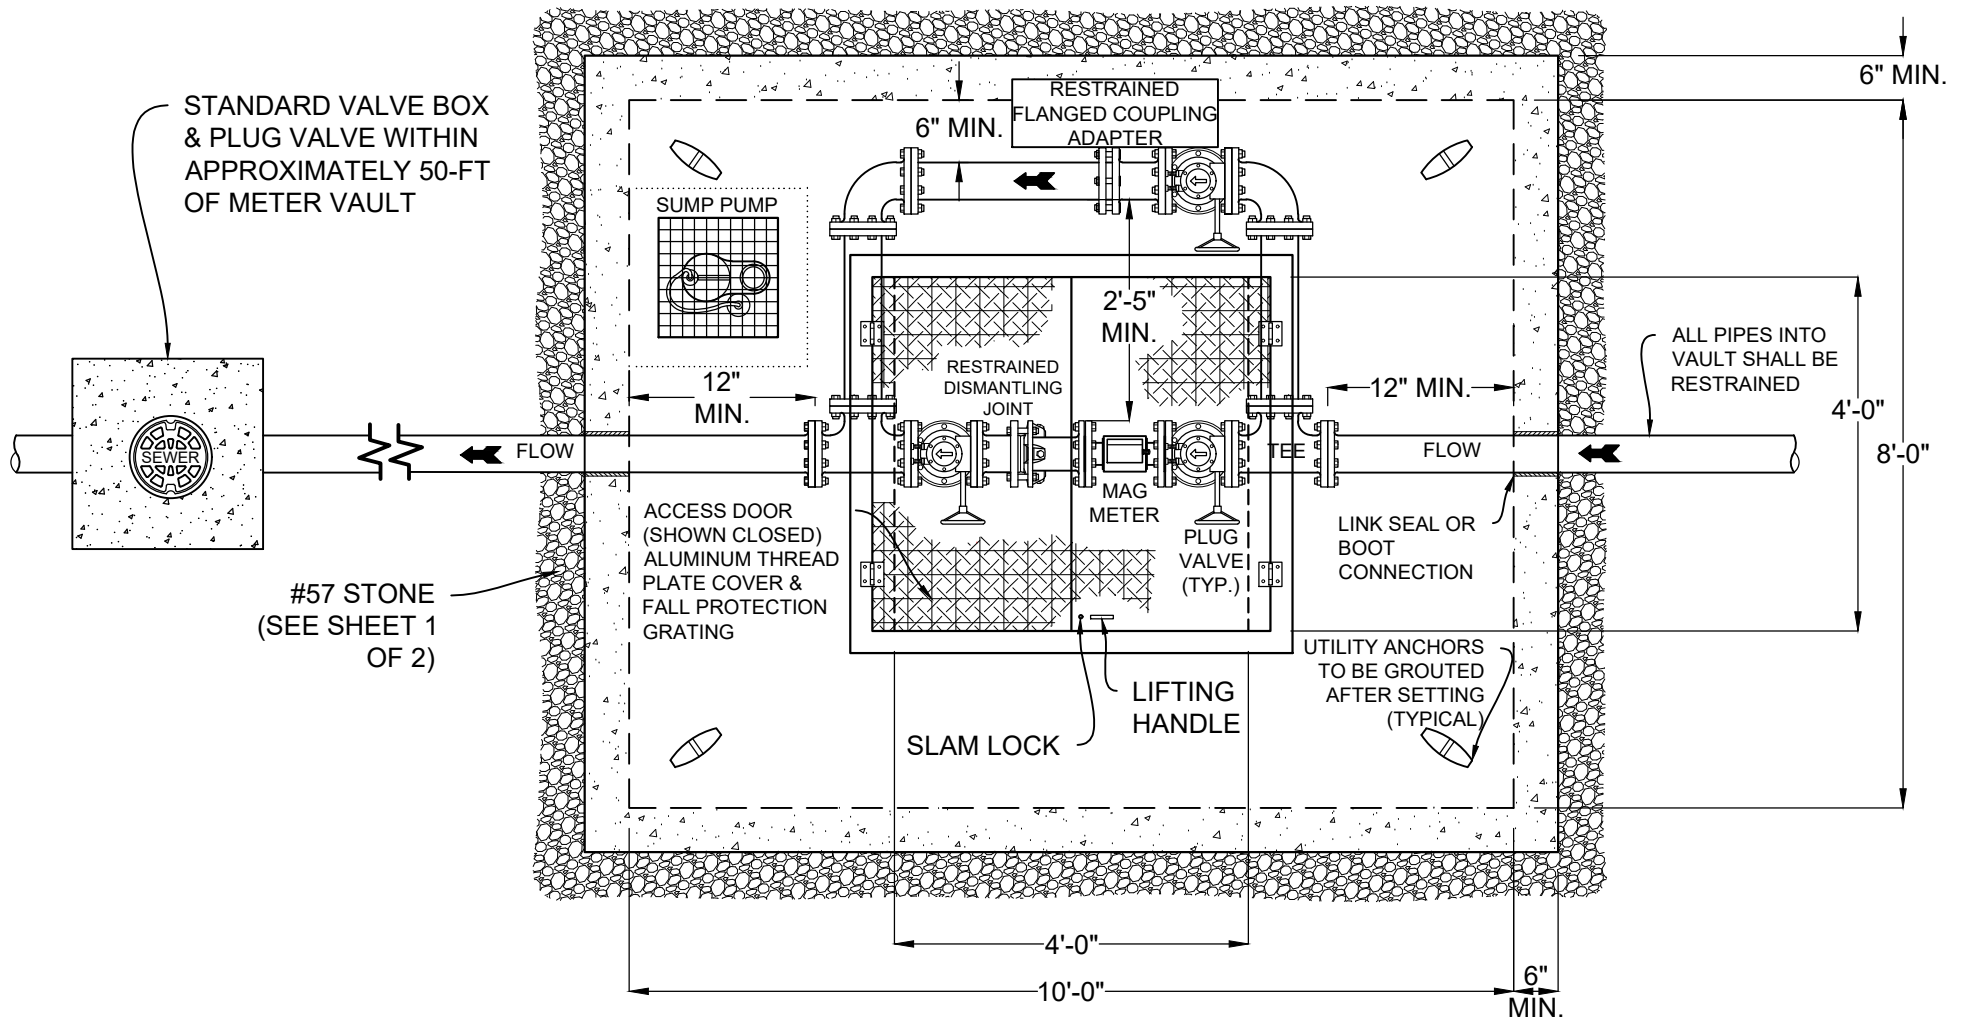 6" MIN.
STANDARD VALVE BOX
& PLUG VALVE WITHIN
APPROXIMATELY 50-FT
OF METER VAULT
RESTRAINED
FLANGED COUPLING
ADAPTER
6" MIN.
SUMP PUMP
2'-5"
MIN.
ALL PIPES INTO
VAULT SHALL BE
RESTRAINED
RESTRAINED
DISMANTLING
JOINT
12"
MIN.
12" MIN.
4'-0"
8'-0"
SEWER
FLOW
TEE
FLOW
MAG
METER
PLUG
VALVE
(TYP.)
ACCESS DOOR
(SHOWN CLOSED)
ALUMINUM THREAD
PLATE COVER &
FALL PROTECTION
GRATING
LINK SEAL OR
BOOT
CONNECTION
#57 STONE
(SEE SHEET 1
OF 2)
UTILITY ANCHORS
TO BE GROUTED
AFTER SETTING
(TYPICAL)
LIFTING
HANDLE
SLAM LOCK
4'-0"
10'-0"
6"
MIN.